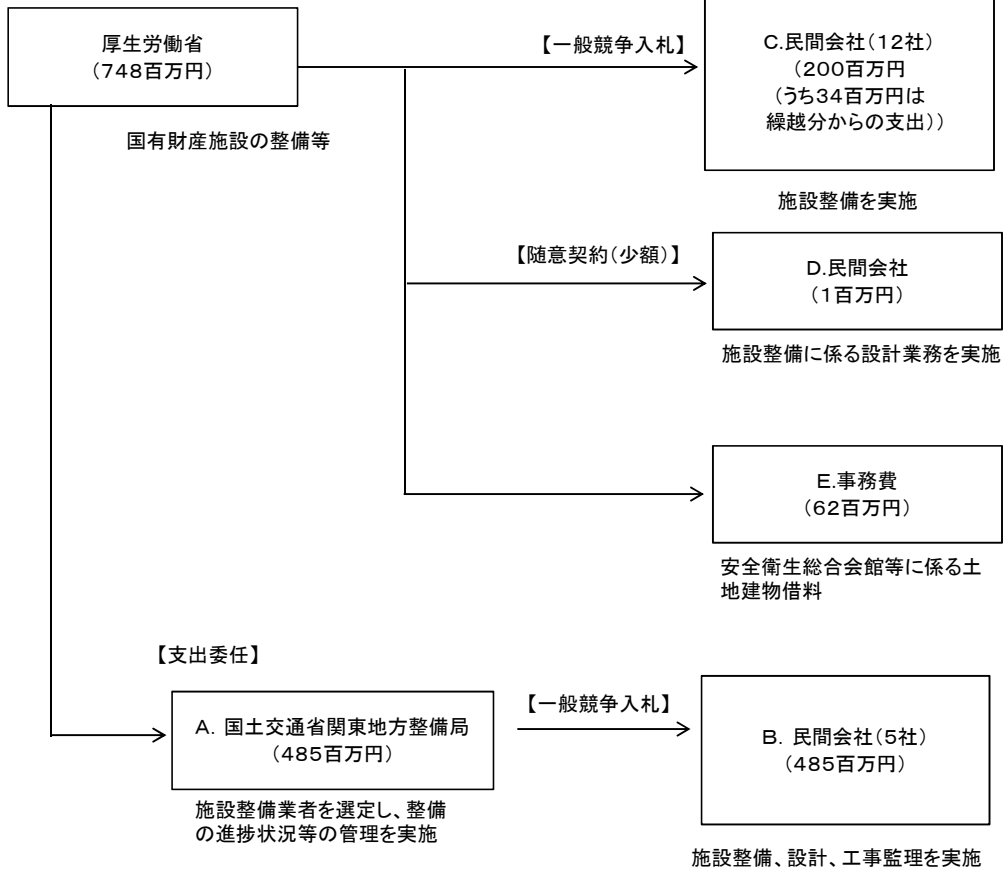 厚生労働省
（748百万円）
国有財産施設の整備等
【一般競争入札】
C.民間会社（12社）
（200百万円
（うち34百万円は
繰越分からの支出））
施設整備を実施
【随意契約（少額）】
D.民間会社
（1百万円）
施設整備に係る設計業務を実施
E.事務費
（62百万円）
安全衛生総合会館等に係る土
地建物借料
【支出委任】
A. 国土交通省関東地方整備局
（485百万円）
施設整備業者を選定し、整備
の進捗状況等の管理を実施
【一般競争入札】
B. 民間会社（5社）
（485百万円）
施設整備、設計、工事監理を実施